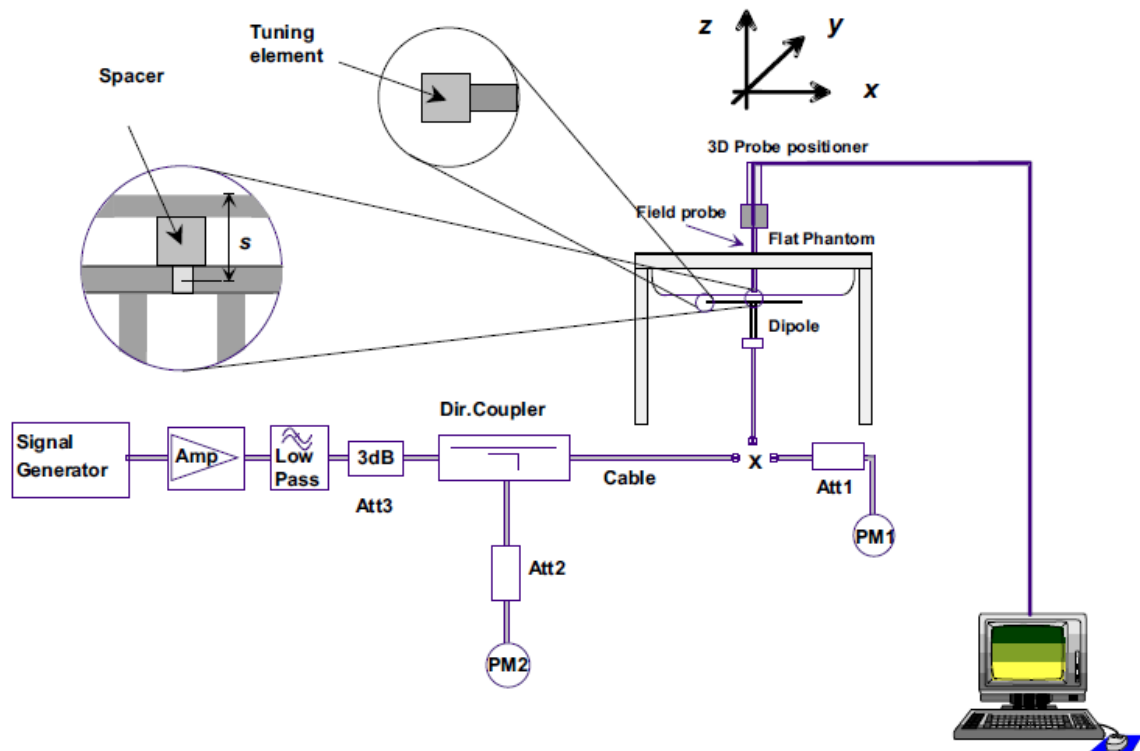 Tuning
element
Spacer
s
z
y
x
3D Probe positioner
Field probe
Flat Phantom
Dipole
Dir.Coupler
Signal
Generator
Amp
Low
Pass
3dB
Att3
Cable
x
Att1
PM1
Att2
PM2